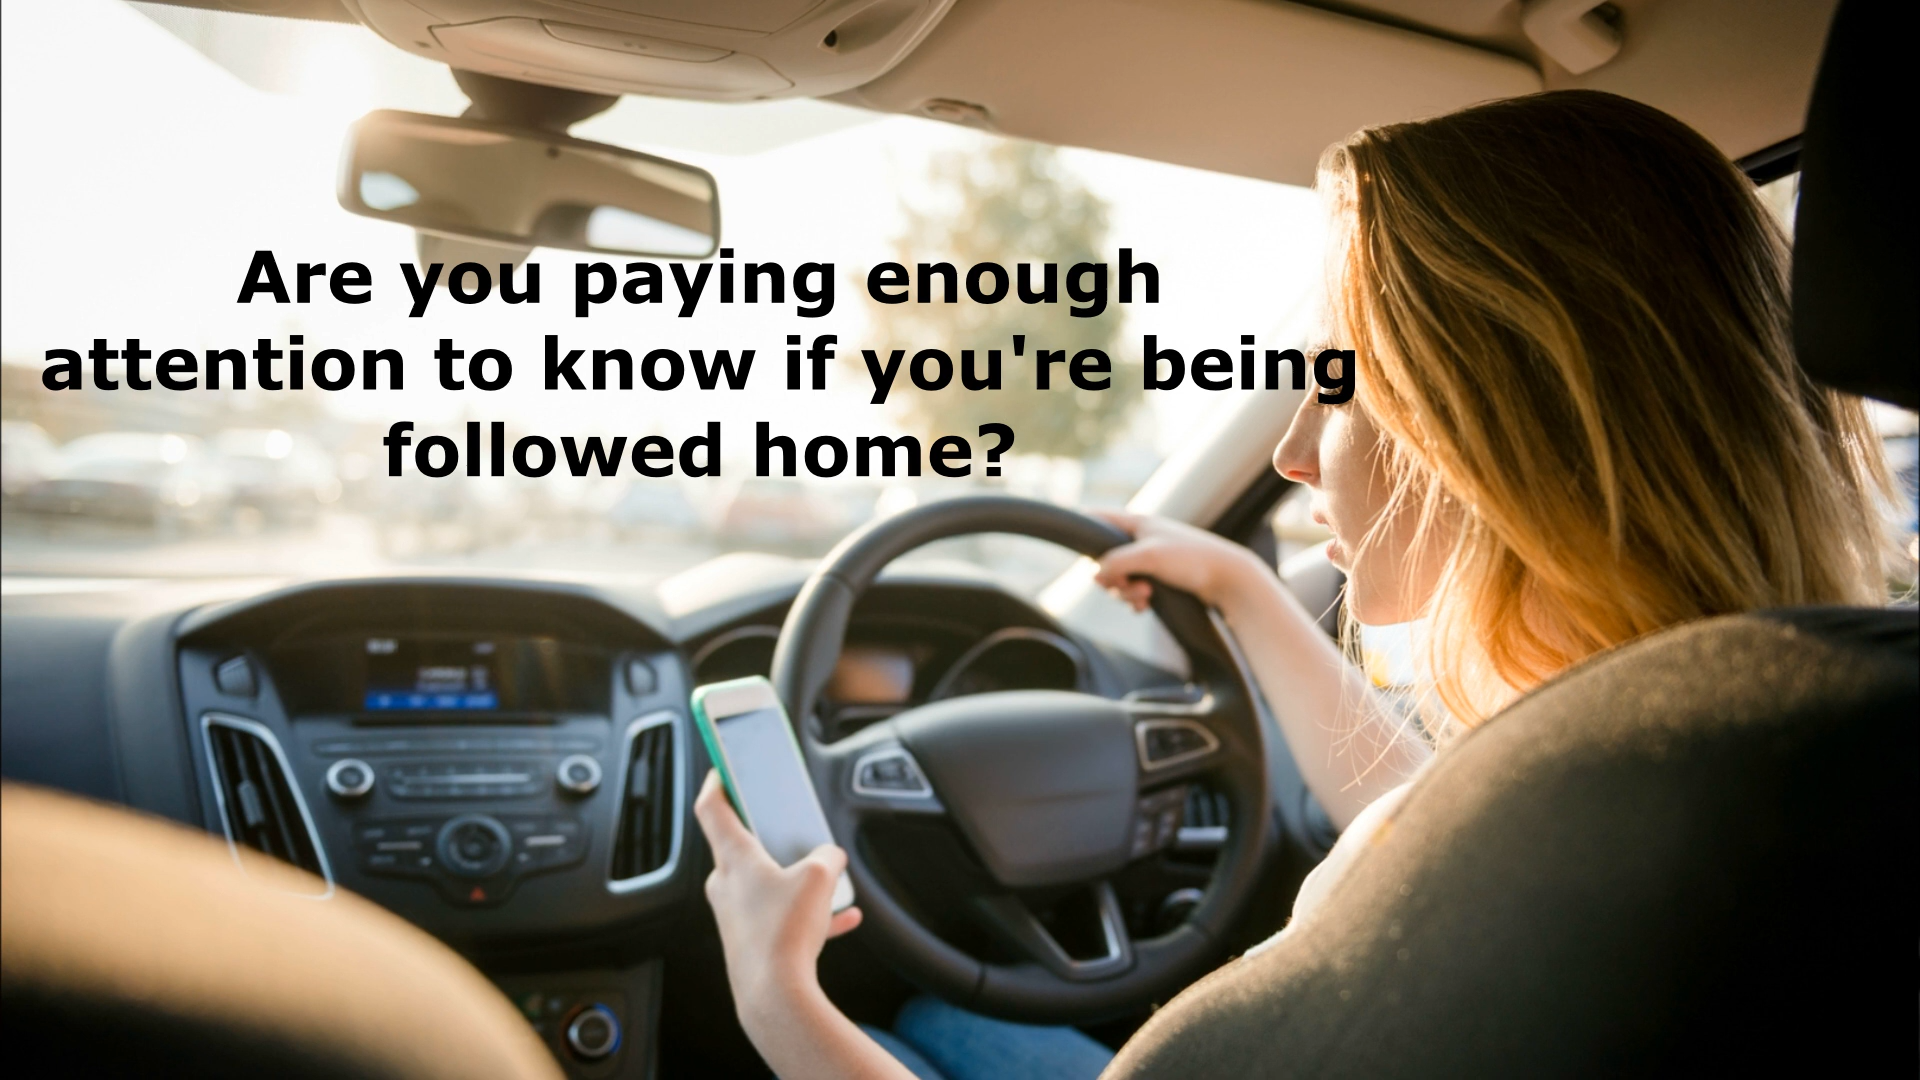 Are you paying enough
attention to know if you're being
followed home?